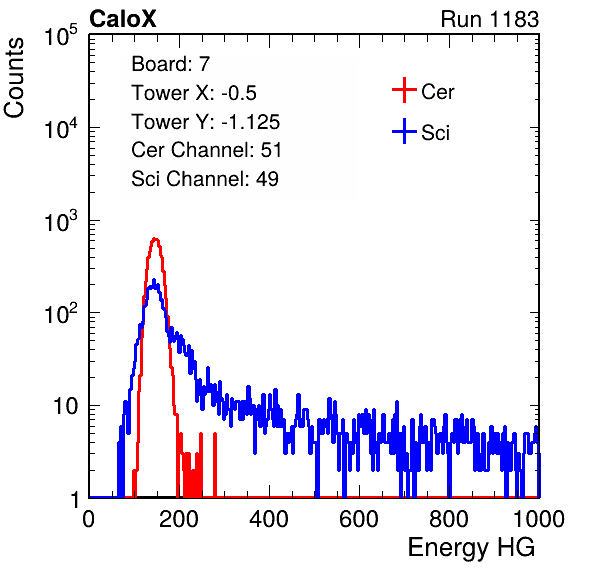 CaloX Run 1183
Counts
Board: 7
Tower X: -0.5
Tower Y: -1.125
Cer Channel: 51
Sci Channel: 49
Cer
Sci
10^5
10^4
10^3
10^2
10
1
0 200 400 600 800 1000
Energy HG